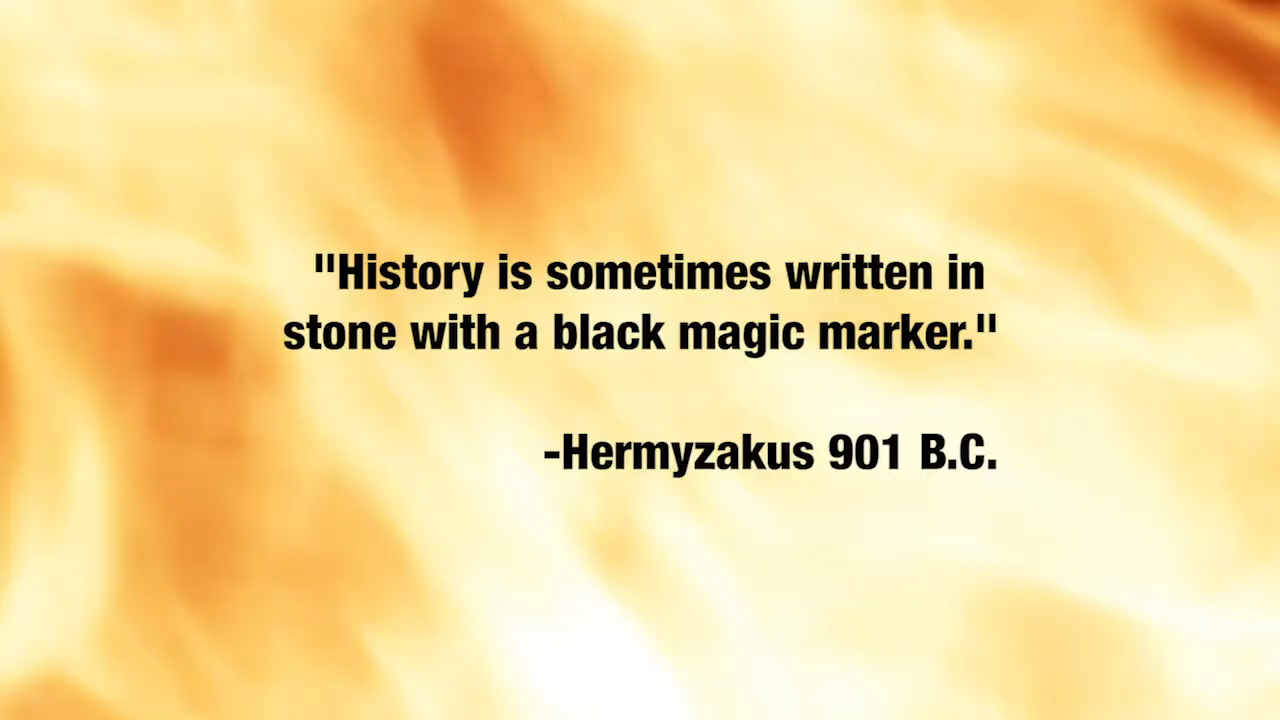 "History is sometimes written in
stone with a black magic marker."
-Hermyzakus 901 B.C.